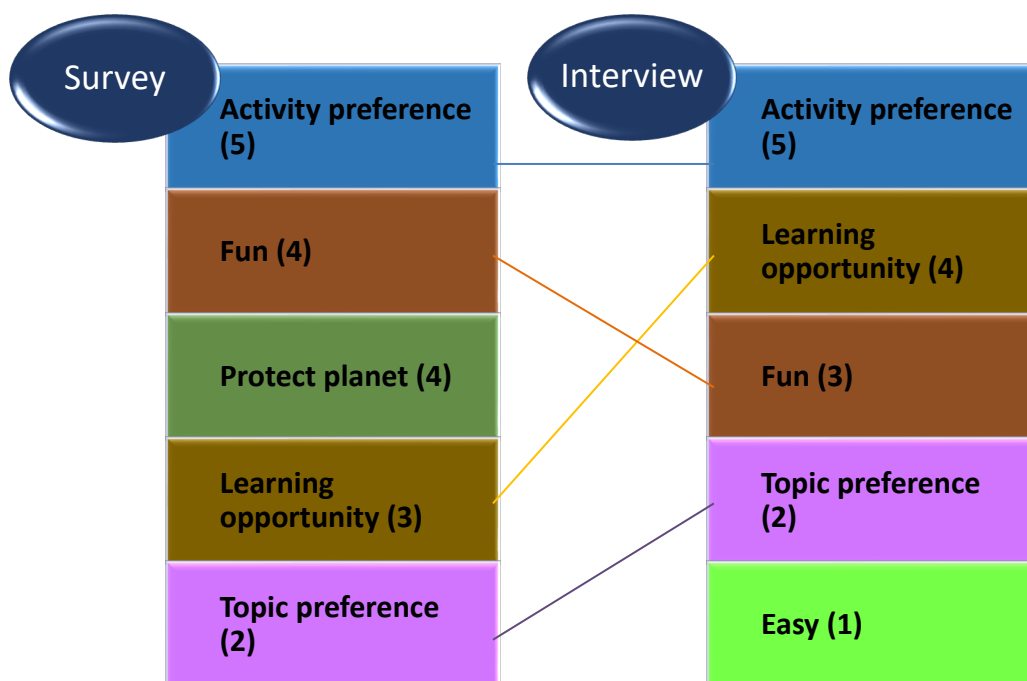 Survey
Activity preference
(5)
Fun (4)
Protect planet (4)
Learning
opportunity (3)
Topic preference
(2)
Interview
Activity preference
(5)
Learning
opportunity (4)
Fun (3)
Topic preference
(2)
Easy (1)